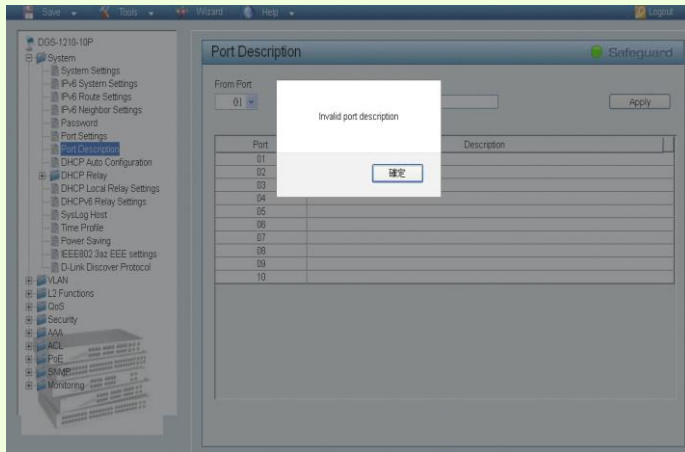 Save Tools Wizard Help Logout
DGS-1210-10P
System
System Settings
IPv6 System Settings
IPv6 Route Settings
IPv6 Neighbor Settings
Password
Port Settings
Port Description
DHCP Auto Configuration
DHCP Relay
DHCP Local Relay Settings
DHCPv6 Relay Settings
SysLog Host
Time Profile
Power Saving
IEEE802.3az EEE settings
D-Link Discover Protocol
VLAN
L2 Functions
QoS
Security
AAA
ACL
PoE
SNMP
Monitoring
Port Description
Safeguard
From Port
01
Apply
Invalid port description
確定
Port Description
01
02
03
04
05
06
07
08
09
10